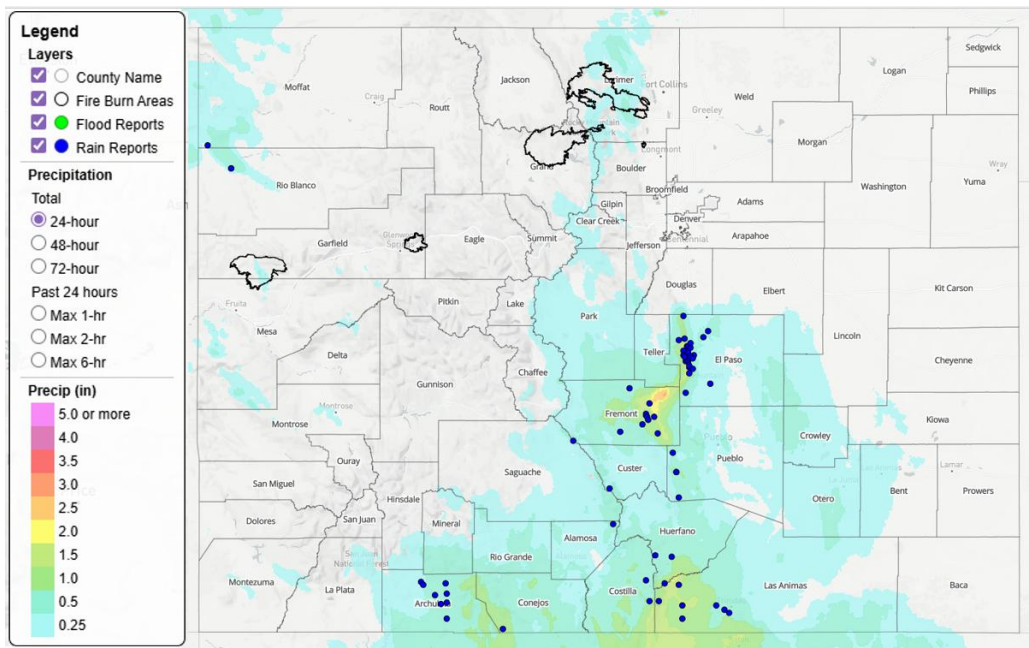 Legend
Layers
County Name
Fire Burn Areas
Flood Reports
Rain Reports
Precipitation
Total
24-hour
48-hour
72-hour
Past 24 hours
Max 1-hr
Max 2-hr
Max 6-hr
Precip (in)
5.0 or more
4.0
3.5
3.0
2.5
2.0
1.5
1.0
0.5
0.25
Sedgwick
Logan
Jackson
Larimer
Fort Collins
Moffat
Phillips
Craig
Weld
Routt
Greeley
Morgan
Longmont
Grand
Boulder
Wray
Yuma
Rio Blanco
Washington
Broomfield
Adams
Gilpin
Denver
Clear Creek
Arapahoe
Centennial
Garfield
Eagle
Summit
Jefferson
Douglas
Elbert
Kit Carson
Pitkin
Lake
Fruita
Park
Mesa
Lincoln
Teller
El Paso
Delta
Cheyenne
Chaffee
Gunnison
Montrose
Fremont
Kiowa
Montrose
Crowley
Pueblo
Pueblo
Ouray
Lamar
Saguache
Custer
San Miguel
Bent
Prowers
Hinsdale
Otero
Dolores
San Juan
Mineral
Huerfano
Alamosa
Rio Grande
Montezuma
La Plata
Costilla
Las Animas
Baca
Conejos